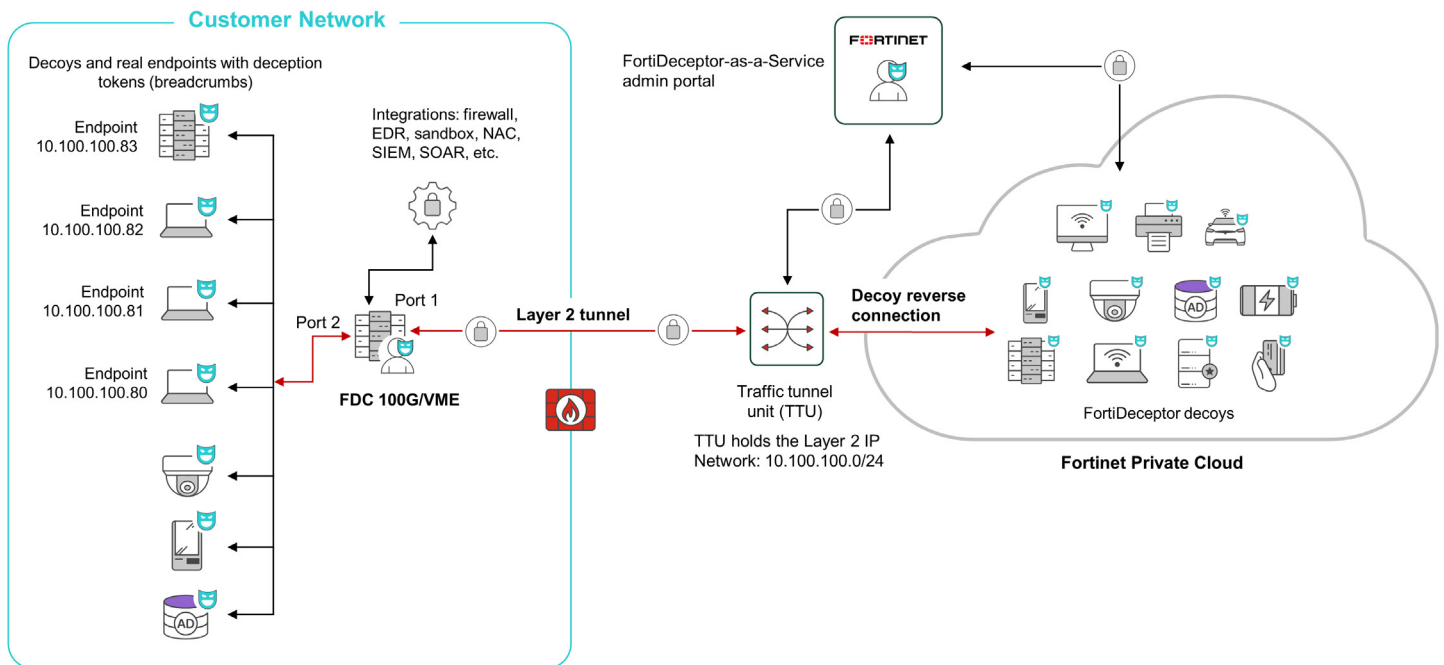 Customer Network
Decoys and real endpoints with deception
tokens (breadcrumbs)
Endpoint
10.100.100.83
Endpoint
10.100.100.82
Endpoint
10.100.100.81
Endpoint
10.100.100.80
AD
Integrations: firewall,
EDR, sandbox, NAC,
SIEM, SOAR, etc.
Port 1
Port 2
FDC 100G/VME
Layer 2 tunnel
FortiDeceptor-as-a-Service
admin portal
FORTINET
Traffic tunnel
unit (TTU)
TTU holds the Layer 2 IP
Network: 10.100.100.0/24
Decoy reverse
connection
AD
FortiDeceptor decoys
Fortinet Private Cloud